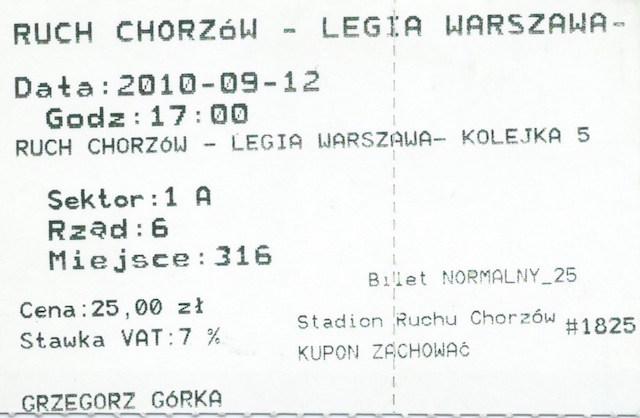 RUCH CHORZóW - LEGIA WARSZAWA-
Data:2010-09-12
Godz:17:00
RUCH CHORZóW - LEGIA WARSZAWA- KOLEJKA 5
Sektor:1 A
Rząd:6
Miejsce:316
Bilet NORMALNY_25
Cena:25,00 zł
Stadion Ruchu Chorzów #1825
Stawka VAT:7 %
KUPON ZACHOWAć
GRZEGORZ GóRKA